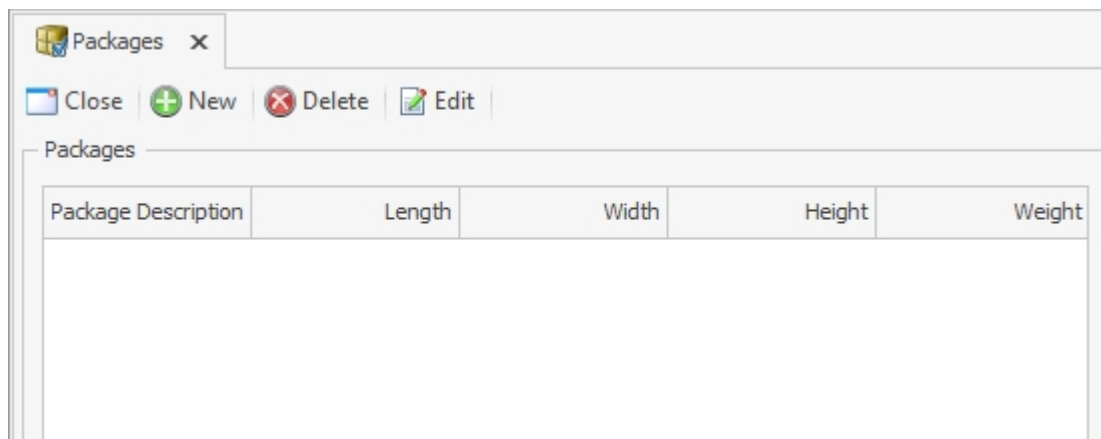 Packages
Close New Delete Edit
Packages
Package Description Length Width Height Weight